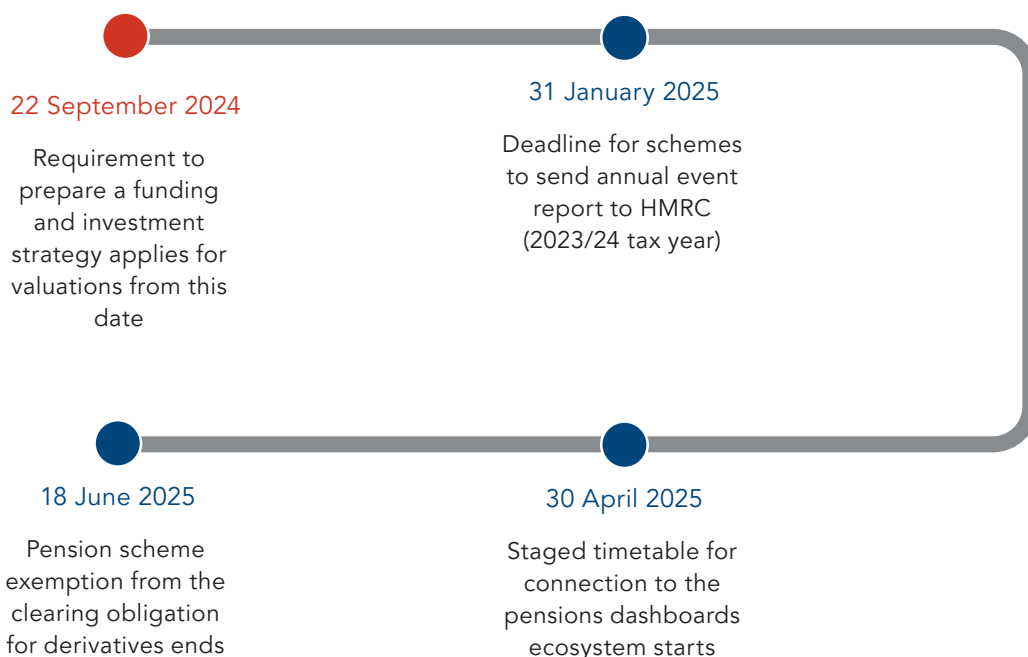 22 September 2024
Requirement to
prepare a funding
and investment
strategy applies for
valuations from this
date
31 January 2025
Deadline for schemes
to send annual event
report to HMRC
(2023/24 tax year)
18 June 2025
Pension scheme
exemption from the
clearing obligation
for derivatives ends
30 April 2025
Staged timetable for
connection to the
pensions dashboards
ecosystem starts